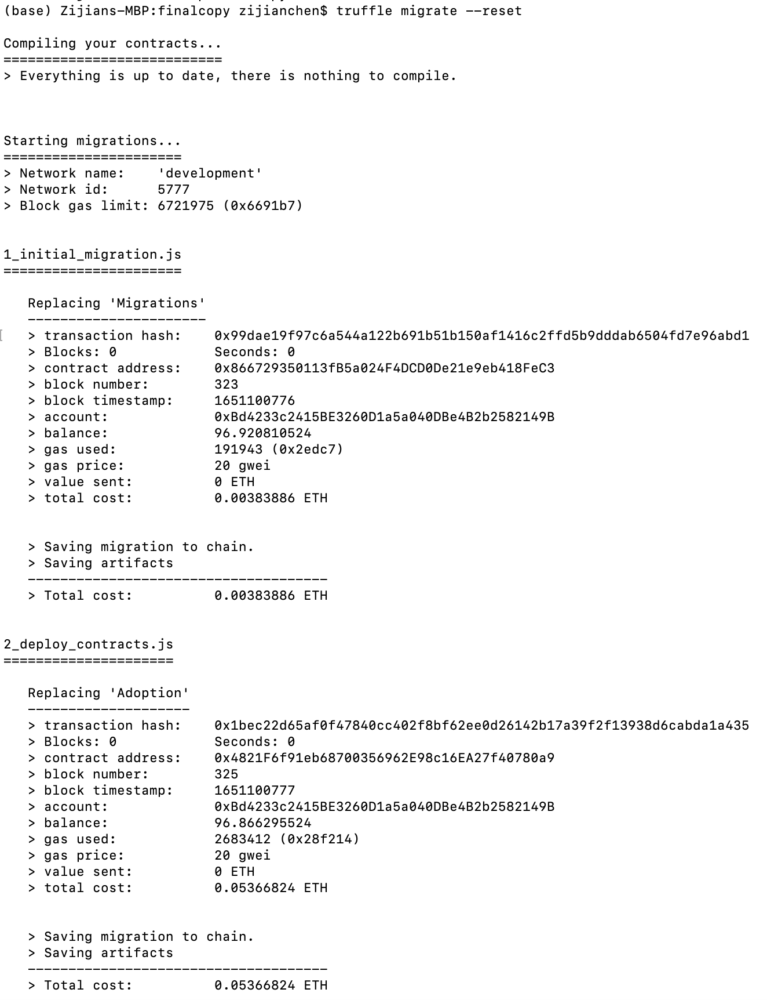 (base) Zijians-MBP:finalcopy zijianchen$ truffle migrate --reset
Compiling your contracts...
===========================
> Everything is up to date, there is nothing to compile.
Starting migrations...
======================
> Network name:    'development'
> Network id:      5777
> Block gas limit: 6721975 (0x6691b7)
1_initial_migration.js
======================
   Replacing 'Migrations'
   ----------------------
   > transaction hash:    0x99dae19f97c6a544a122b691b51b150af1416c2ffd5b9dddab6504fd7e96abd1
   > Blocks: 0            Seconds: 0
   > contract address:    0x866729350113fB5a024F4DCD0De21e9eb418FeC3
   > block number:        323
   > block timestamp:     1651100776
   > account:             0xBd4233c2415BE3260D1a5a040DBe4B2b2582149B
   > balance:             96.920810524
   > gas used:            191943 (0x2edc7)
   > gas price:           20 gwei
   > value sent:          0 ETH
   > total cost:          0.00383886 ETH
   > Saving migration to chain.
   > Saving artifacts
   -------------------------------------
   > Total cost:          0.00383886 ETH
2_deploy_contracts.js
=====================
   Replacing 'Adoption'
   --------------------
   > transaction hash:    0x1bec22d65af0f47840cc402f8bf62ee0d26142b17a39f2f13938d6cabda1a435
   > Blocks: 0            Seconds: 0
   > contract address:    0x4821F6f91eb68700356962E98c16EA27f40780a9
   > block number:        325
   > block timestamp:     1651100777
   > account:             0xBd4233c2415BE3260D1a5a040DBe4B2b2582149B
   > balance:             96.866295524
   > gas used:            2683412 (0x28f214)
   > gas price:           20 gwei
   > value sent:          0 ETH
   > total cost:          0.05366824 ETH
   > Saving migration to chain.
   > Saving artifacts
   -------------------------------------
   > Total cost:          0.05366824 ETH